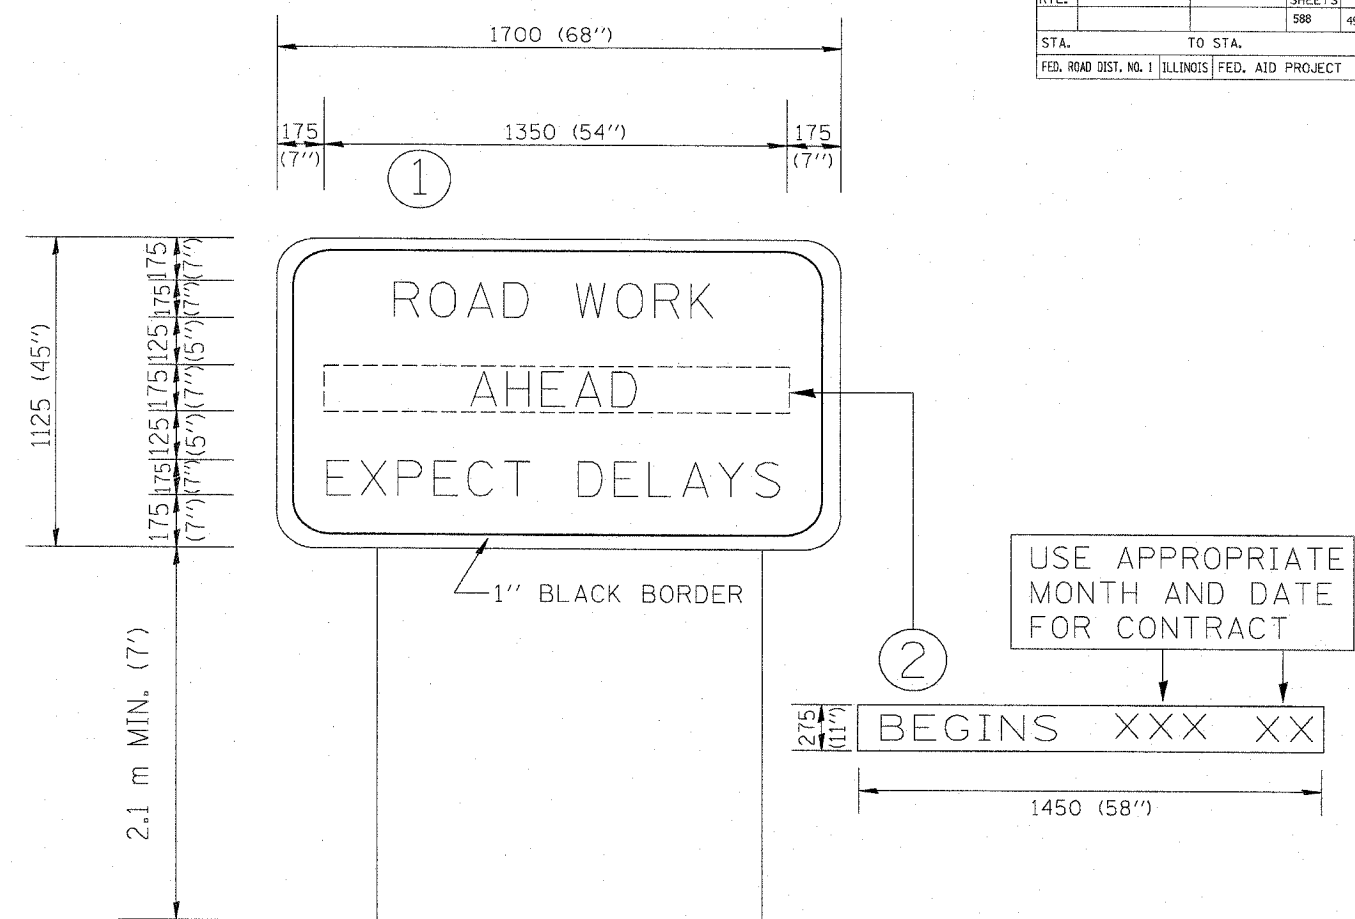 RTE.
SHEETS
588
STA. TO STA.
FED. ROAD DIST. NO. 1 ILLINOIS FED. AID PROJECT
1700 (68'')
175 1350 (54'') 175
(7'') (7'')
1
ROAD WORK
AHEAD
EXPECT DELAYS
1125 (45'')
175 (7'')
175 (7'')
125 (5'')
175 (7'')
125 (5'')
175 (7'')
175 (7'')
1'' BLACK BORDER
2.1 m MIN. (7')
USE APPROPRIATE
MONTH AND DATE
FOR CONTRACT
2
275 (11'')
BEGINS XXX XX
1450 (58'')